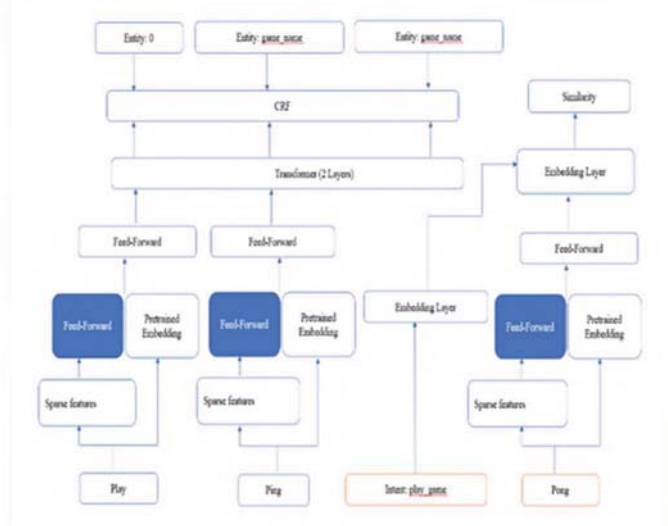 Entity: 0
Entity: game_name
Entity: game_name
CRF
Similarity
Transformer (2 Layers)
Embedding Layer
Feed-Forward
Feed-Forward
Feed-Forward
Feed-Forward
Pretrained
Embedding
Feed-Forward
Pretrained
Embedding
Embedding Layer
Feed-Forward
Pretrained
Embedding
Sparse features
Sparse features
Sparse features
Play
Ping
Intent: play_game
Pong